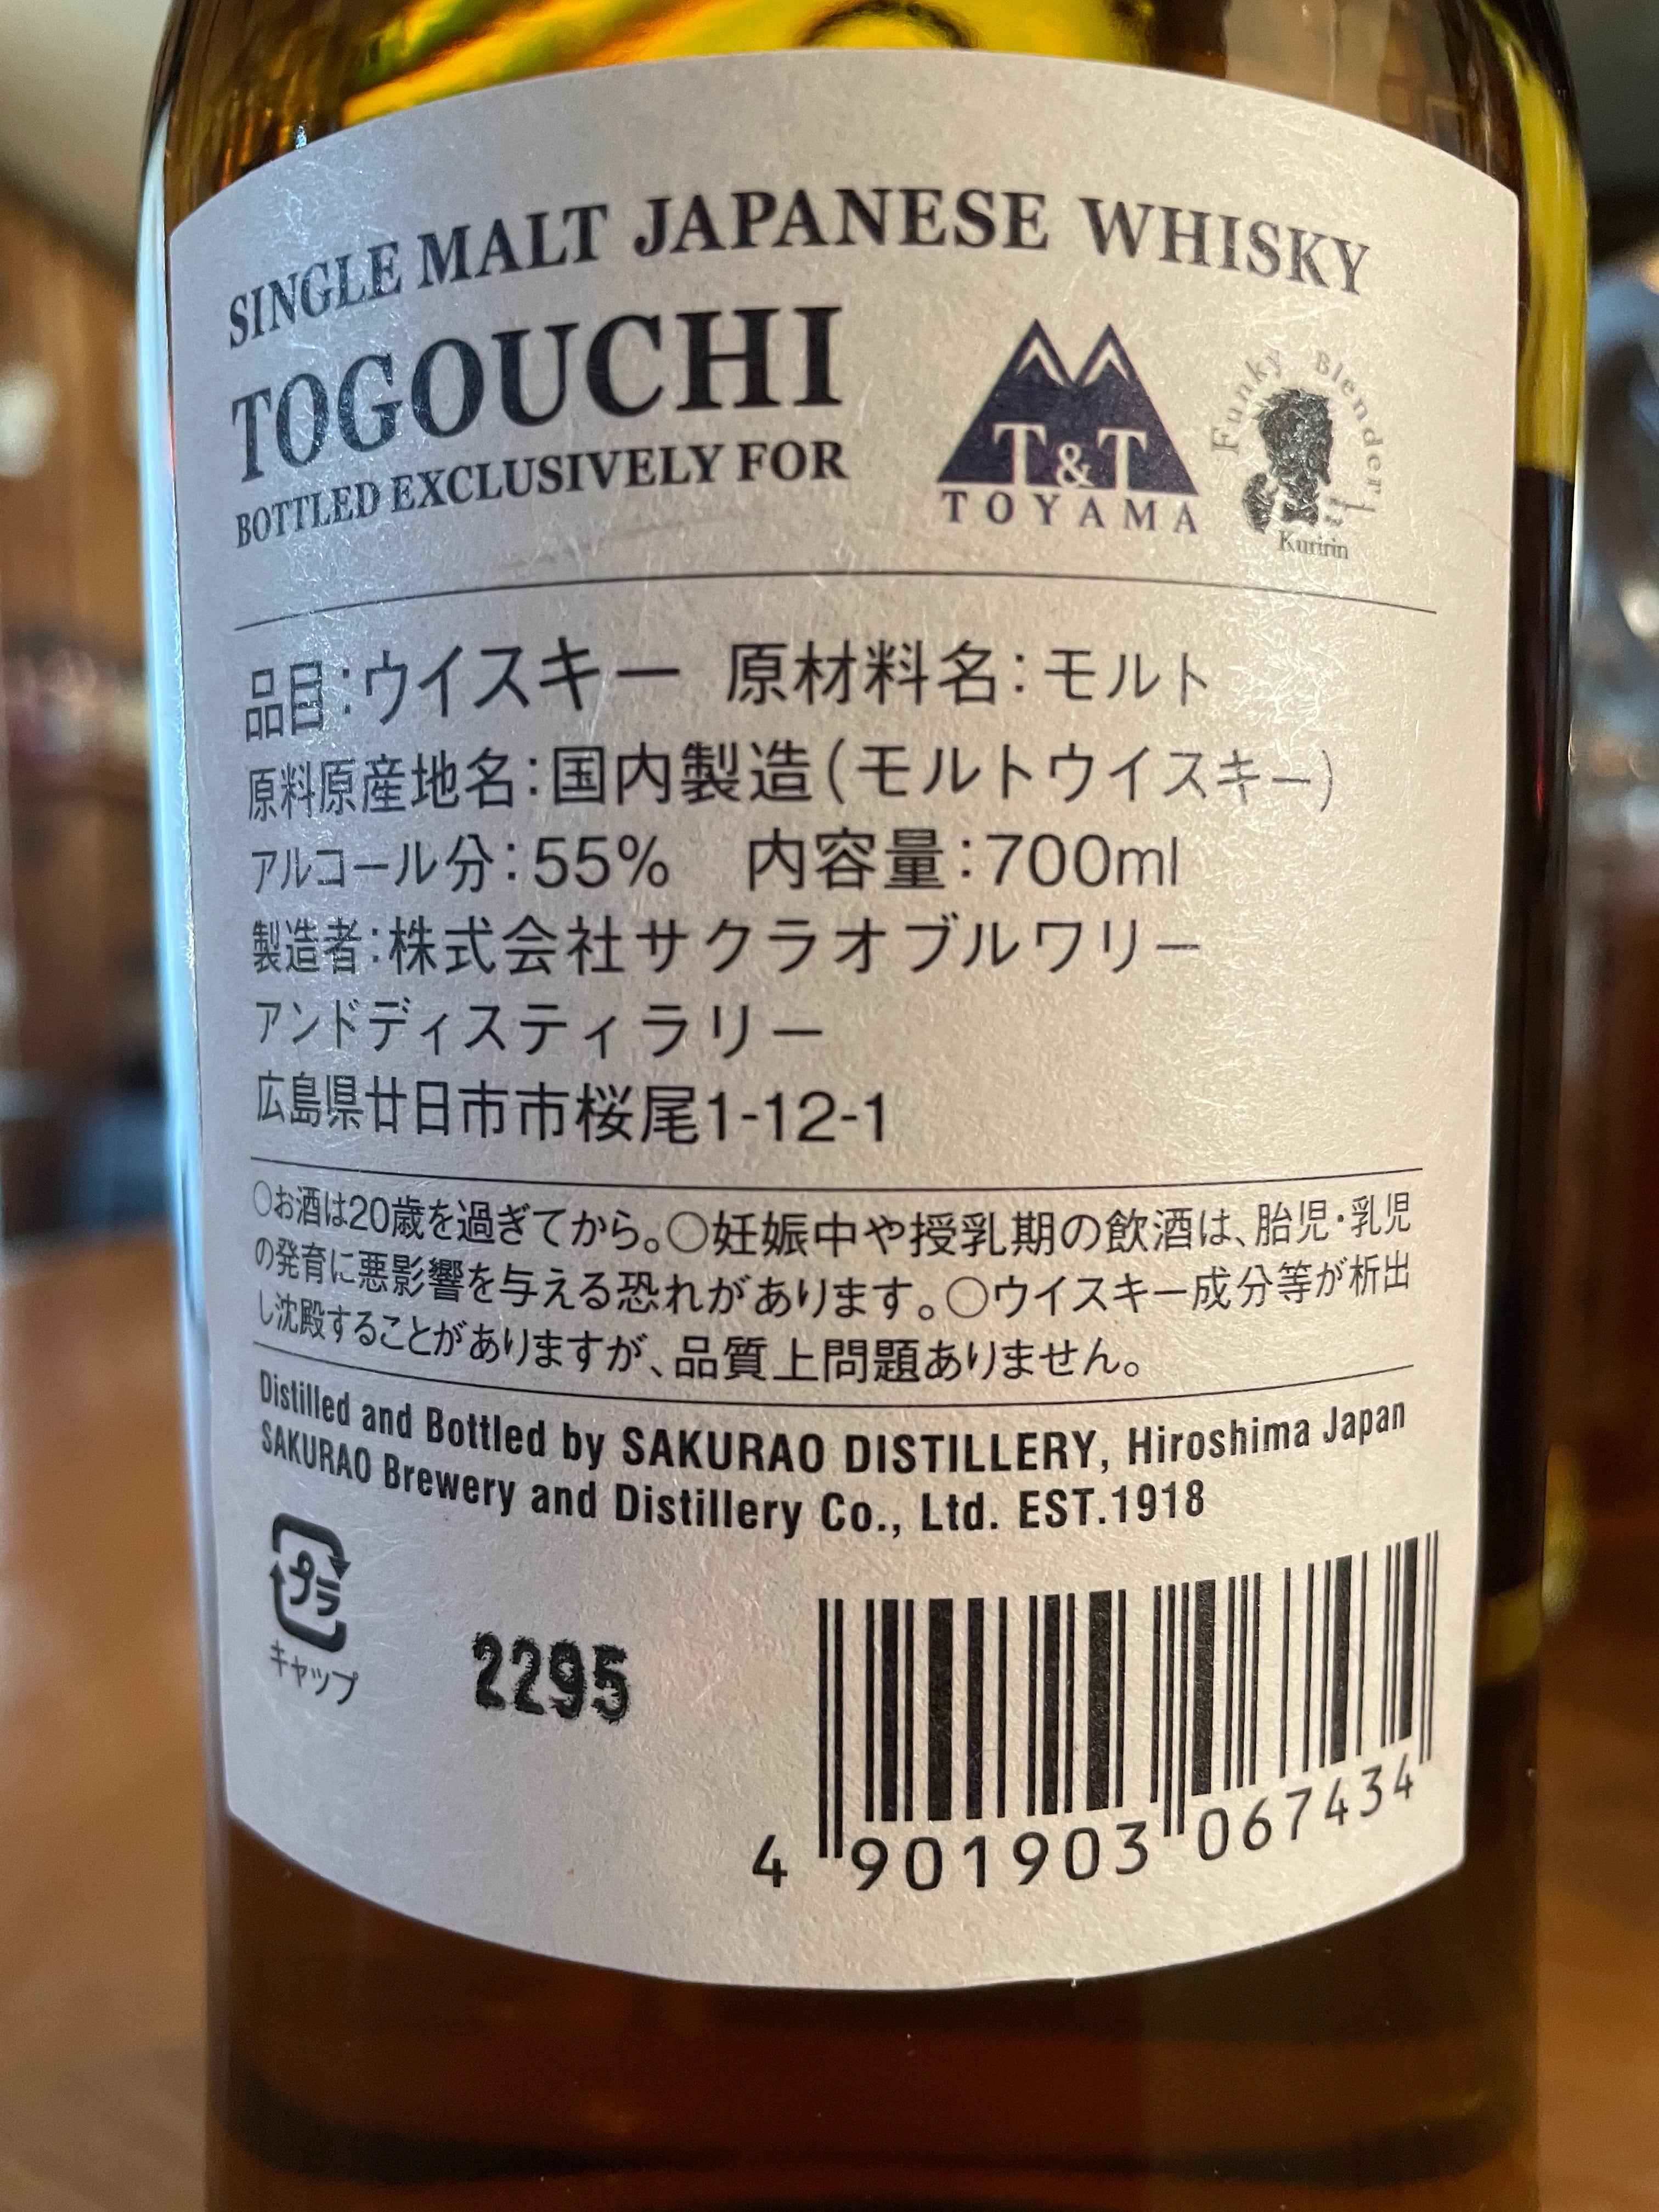 SINGLE MALT JAPANESE WHISKY
TOGOUCHI
BOTTLED EXCLUSIVELY FOR
T&T
TOYAMA
Funky Blender
Kuririn
品目:ウイスキー 原材料名:モルト
原料原産地名:国内製造(モルトウイスキー)
アルコール分:55% 内容量:700ml
製造者:株式会社サクラオブルワリー
アンドディスティラリー
広島県廿日市市桜尾1-12-1
○お酒は20歳を過ぎてから。○妊娠中や授乳期の飲酒は、胎児・乳児
の発育に悪影響を与える恐れがあります。○ウイスキー成分等が析出
し沈殿することがありますが、品質上問題ありません。
Distilled and Bottled by SAKURAO DISTILLERY, Hiroshima Japan
SAKURAO Brewery and Distillery Co., Ltd. EST.1918
プラ
キャップ
2295
4 901903 067434